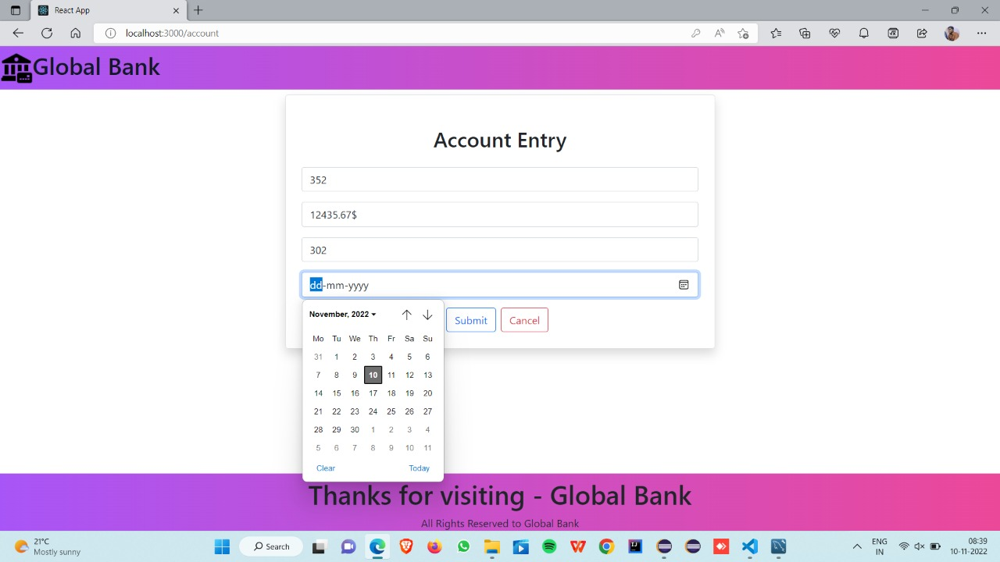 React App
localhost:3000/account
Global Bank
Account Entry
352
12435.67$
302
dd-mm-yyyy
November, 2022
Submit Cancel
Mo Tu We Th Fr Sa Su
31 1 2 3 4 5 6
7 8 9 10 11 12 13
14 15 16 17 18 19 20
21 22 23 24 25 26 27
28 29 30 1 2 3 4
5 6 7 8 9 10 11
Clear Today
Thanks for visiting - Global Bank
All Rights Reserved to Global Bank
21°C
Mostly sunny
Search
ENG
IN
08:39
10-11-2022